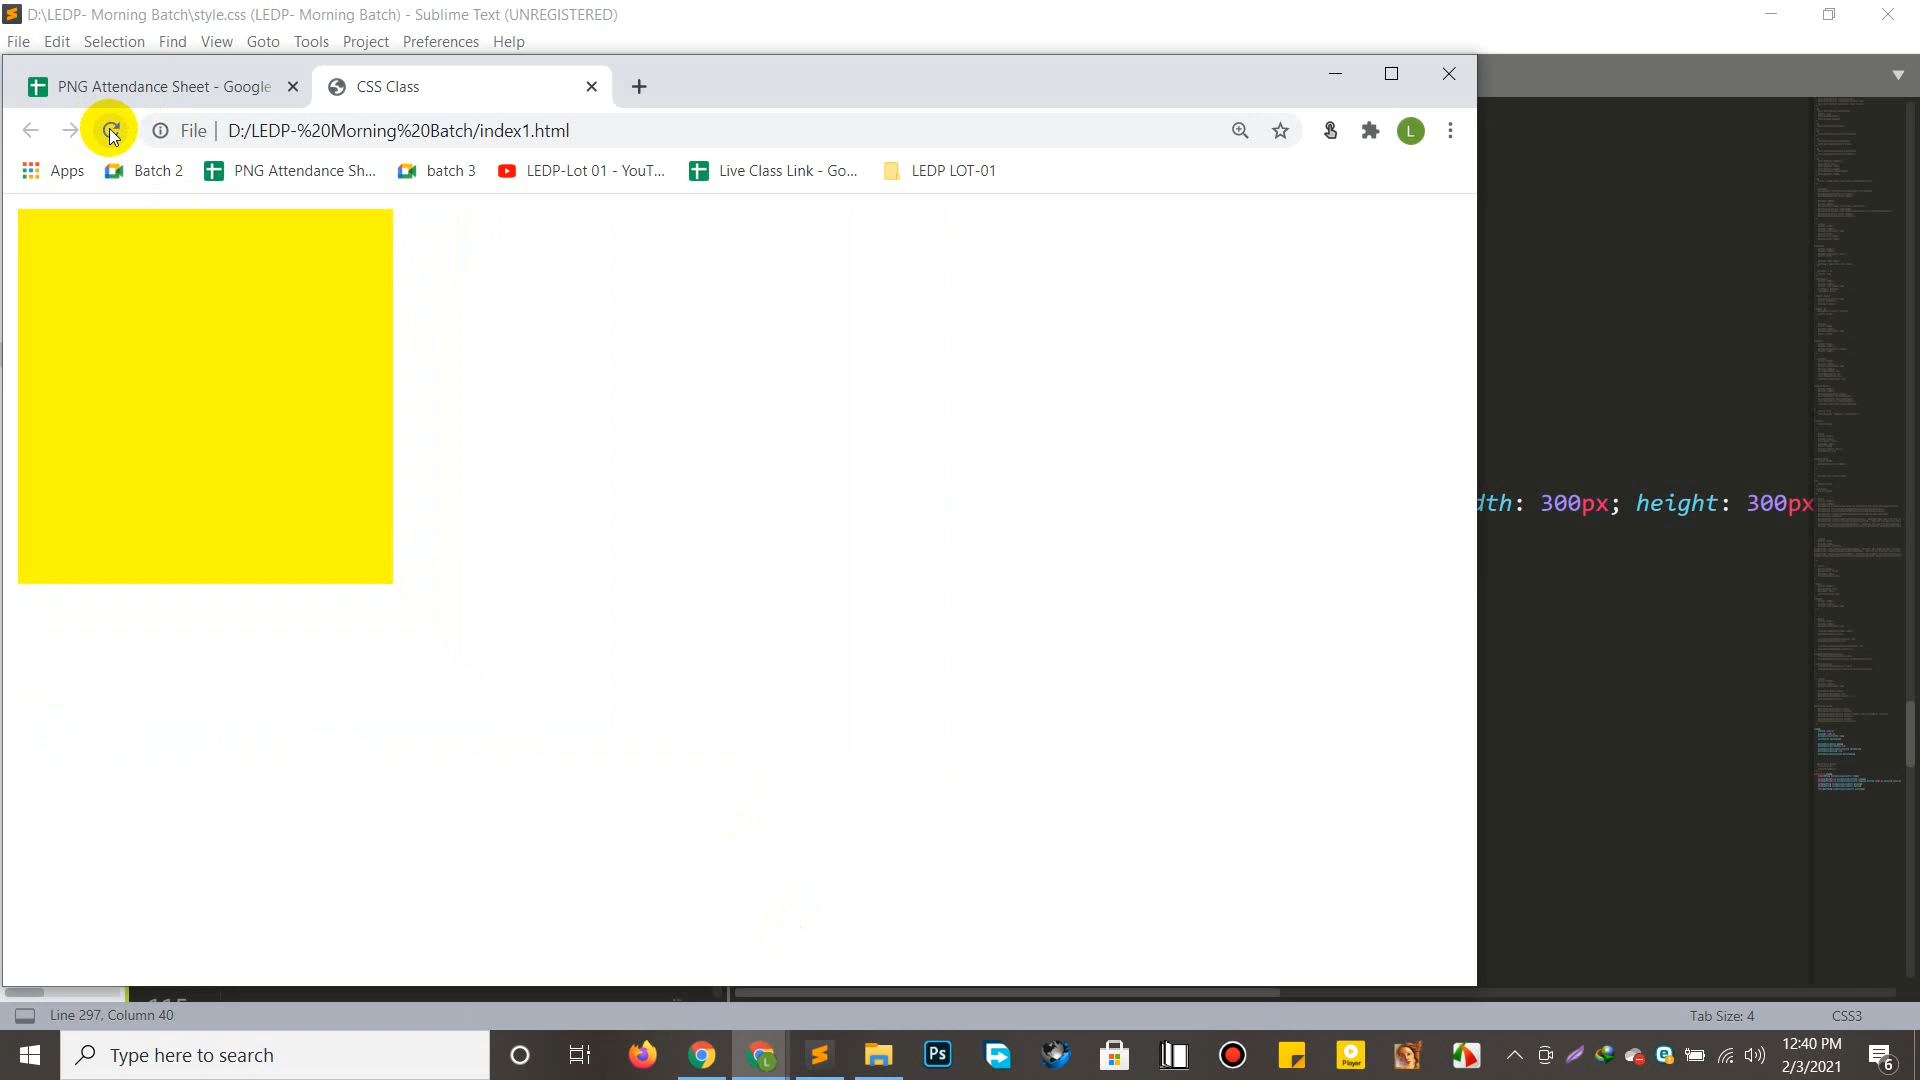 D:\LEDP- Morning Batch\style.css (LEDP- Morning Batch) - Sublime Text (UNREGISTERED)
File Edit Selection Find View Goto Tools Project Preferences Help
PNG Attendance Sheet - Google
CSS Class
File | D:/LEDP-%20Morning%20Batch/index1.html
L
Apps Batch 2 PNG Attendance Sh... batch 3 LEDP-Lot 01 - YouT... Live Class Link - Go... LEDP LOT-01
dth: 300px; height: 300px
Line 297, Column 40
Tab Size: 4 CSS3
Type here to search
Ps
Player
12:40 PM
2/3/2021
6